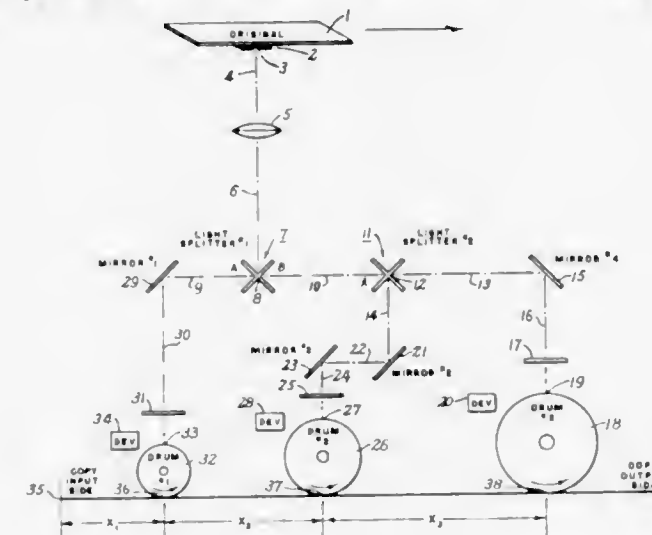 1
ORIGINAL
2
3
4
5
6
LIGHT SPLITTER #1
7
11
LIGHT SPLITTER #2
MIRROR #1
A
B
A
MIRROR #4
29
9
8
10
12
13
15
14
30
16
MIRROR #3
22
21
17
23
24
MIRROR #2
31
25
19
34
DEV
33
28
DEV
27
20
DEV
DRUM #1
32
DRUM #2
26
DRUM #3
18
COPY INPUT SIDE
35
36
37
38
SIDE
X1
X2
X3